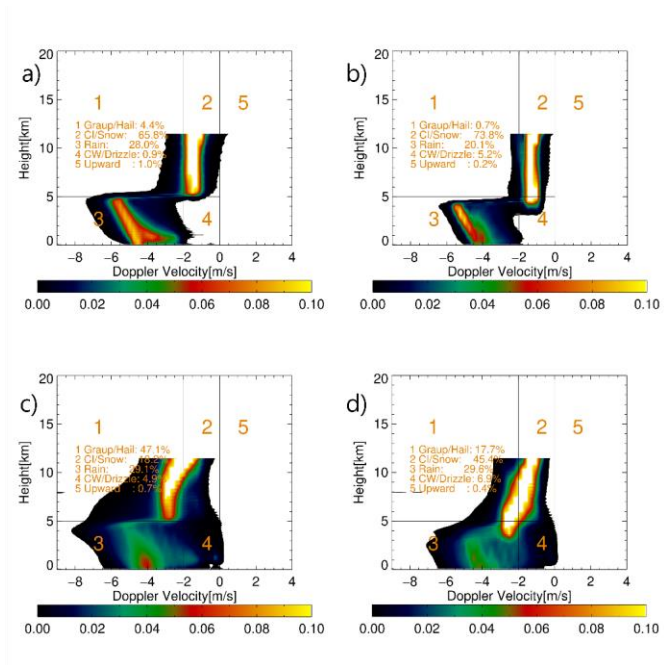 a)
20
15
10
5
0
Height[km]
1
2
5
3
4
1 Graup/Hail: 4.4%
2 CI/Snow: 65.8%
3 Rain: 28.0%
4 CW/Drizzle: 0.9%
5 Upward : 1.0%
−8 −6 −4 −2 0 2 4
Doppler Velocity[m/s]
0.00 0.02 0.04 0.06 0.08 0.10
b)
20
15
10
5
0
Height[km]
1
2
5
3
4
1 Graup/Hail: 0.7%
2 CI/Snow: 73.8%
3 Rain: 20.1%
4 CW/Drizzle: 5.2%
5 Upward : 0.2%
−8 −6 −4 −2 0 2 4
Doppler Velocity[m/s]
0.00 0.02 0.04 0.06 0.08 0.10
c)
20
15
10
5
0
Height[km]
1
2
5
3
4
1 Graup/Hail: 47.1%
2 CI/Snow:
3 Rain:
4 CW/Drizzle: 4.9%
5 Upward : 0.7%
−8 −6 −4 −2 0 2 4
Doppler Velocity[m/s]
0.00 0.02 0.04 0.06 0.08 0.10
d)
20
15
10
5
0
Height[km]
1
2
5
3
4
1 Graup/Hail: 17.7%
2 CI/Snow: 45.4%
3 Rain: 29.6%
4 CW/Drizzle: 6.9%
5 Upward : 0.4%
−8 −6 −4 −2 0 2 4
Doppler Velocity[m/s]
0.00 0.02 0.04 0.06 0.08 0.10